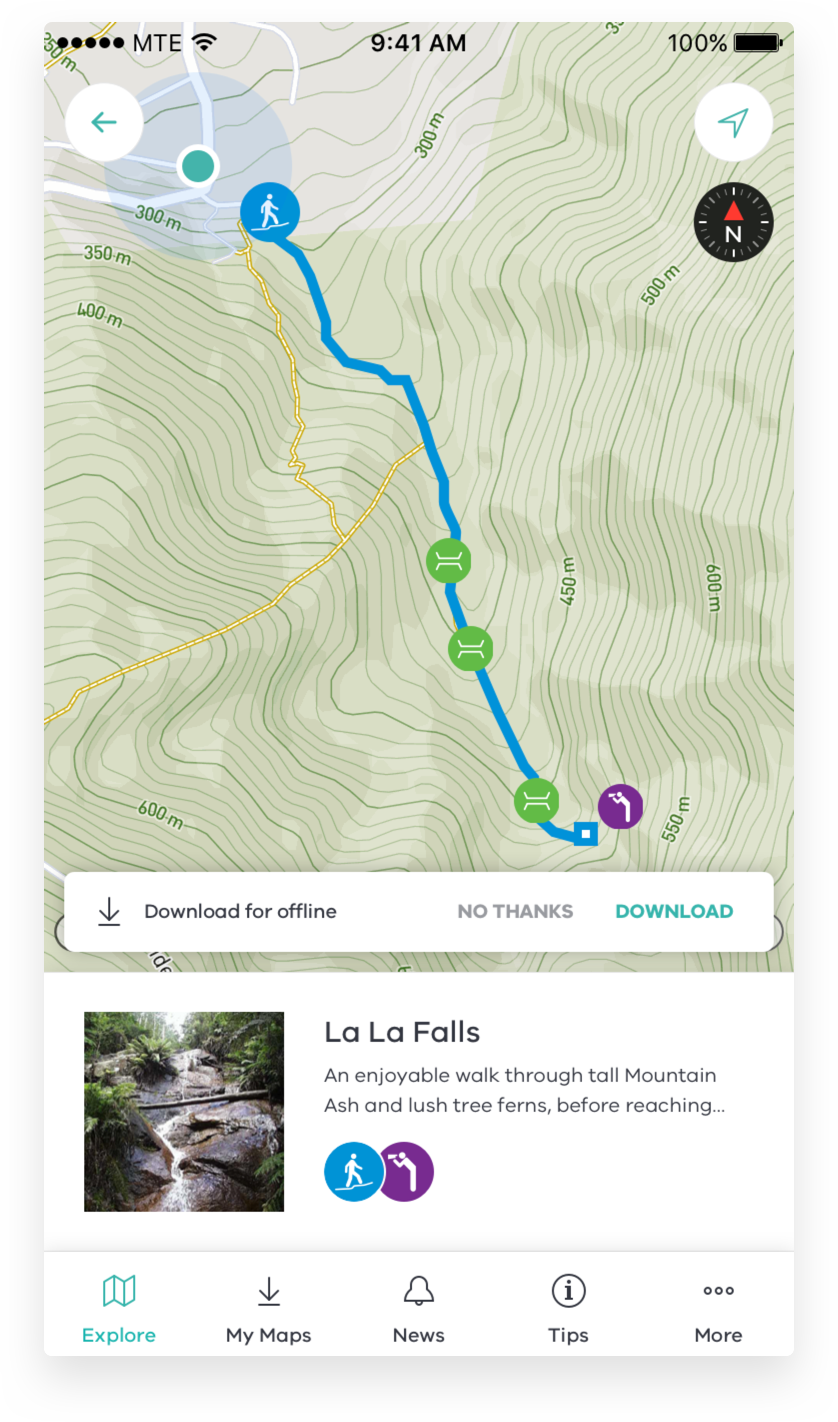 MTE 9:41 AM 100%
350 m
300 m
N
300 m
350 m
500 m
400 m
450 m
600 m
600 m
550 m
Download for offline NO THANKS DOWNLOAD
La La Falls
An enjoyable walk through tall Mountain
Ash and lush tree ferns, before reaching...
Explore My Maps News Tips More